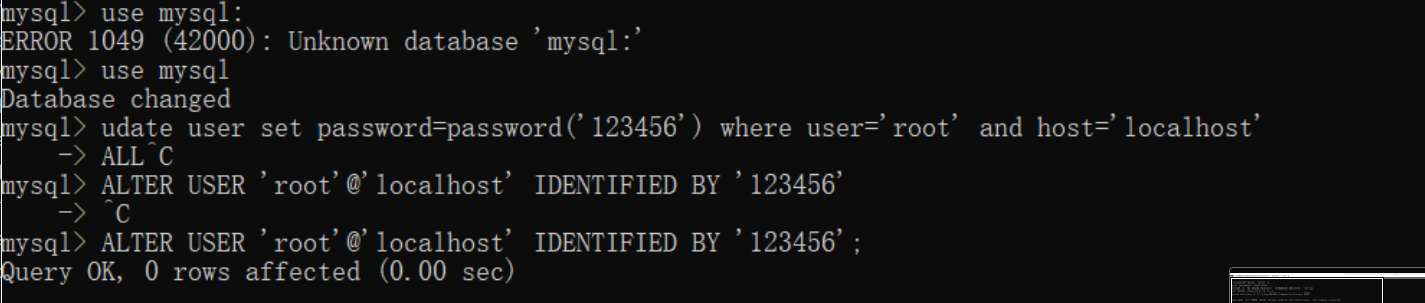 mysql> use mysql:
ERROR 1049 (42000): Unknown database 'mysql:'
mysql> use mysql
Database changed
mysql> udate user set password=password('123456') where user='root' and host='localhost'
    -> ALL^C
mysql> ALTER USER 'root'@'localhost' IDENTIFIED BY '123456'
    -> ^C
mysql> ALTER USER 'root'@'localhost' IDENTIFIED BY '123456';
Query OK, 0 rows affected (0.00 sec)